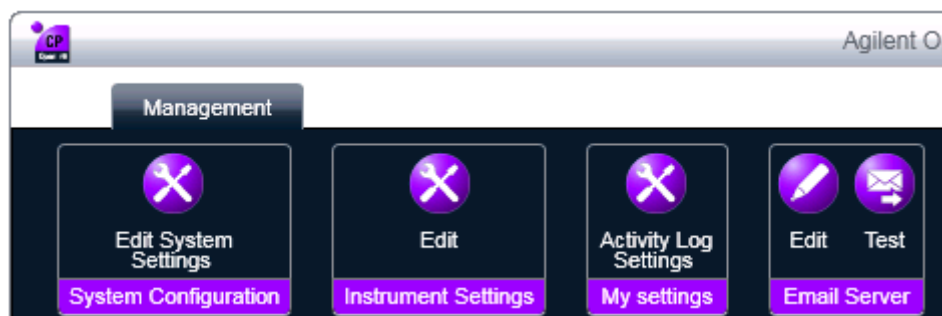 CP
Agilent O
Management
Edit System
Settings
Edit
Activity Log
Settings
Edit
Test
System Configuration
Instrument Settings
My settings
Email Server